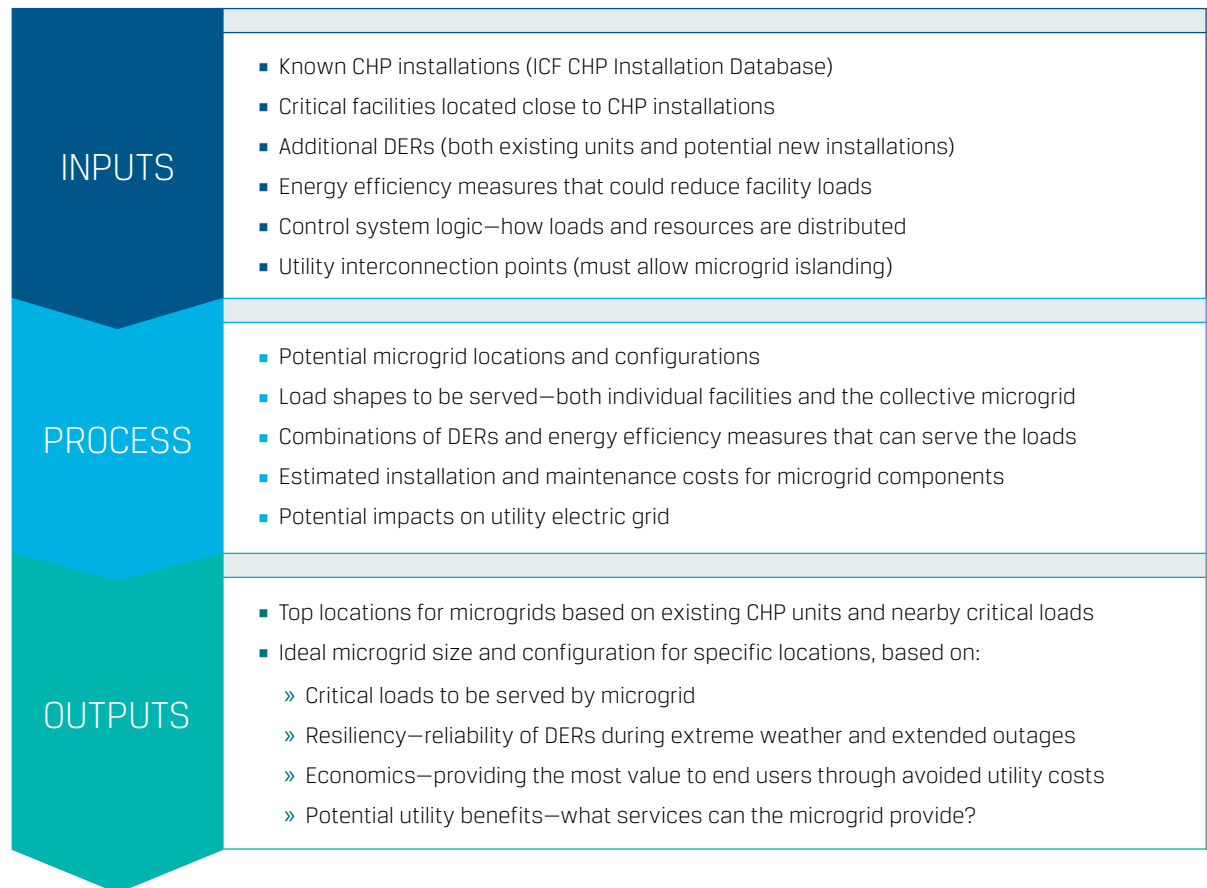 INPUTS
▪ Known CHP installations (ICF CHP Installation Database)
▪ Critical facilities located close to CHP installations
▪ Additional DERs (both existing units and potential new installations)
▪ Energy efficiency measures that could reduce facility loads
▪ Control system logic—how loads and resources are distributed
▪ Utility interconnection points (must allow microgrid islanding)
PROCESS
▪ Potential microgrid locations and configurations
▪ Load shapes to be served—both individual facilities and the collective microgrid
▪ Combinations of DERs and energy efficiency measures that can serve the loads
▪ Estimated installation and maintenance costs for microgrid components
▪ Potential impacts on utility electric grid
OUTPUTS
▪ Top locations for microgrids based on existing CHP units and nearby critical loads
▪ Ideal microgrid size and configuration for specific locations, based on:
» Critical loads to be served by microgrid
» Resiliency—reliability of DERs during extreme weather and extended outages
» Economics—providing the most value to end users through avoided utility costs
» Potential utility benefits—what services can the microgrid provide?